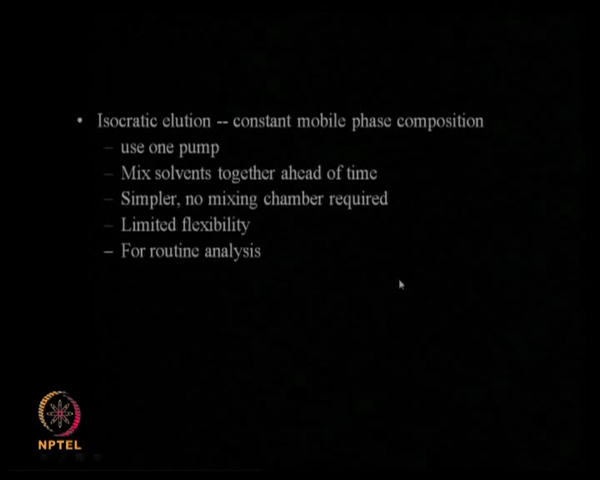 • Isocratic elution -- constant mobile phase composition
– use one pump
– Mix solvents together ahead of time
– Simpler, no mixing chamber required
– Limited flexibility
– For routine analysis
NPTEL